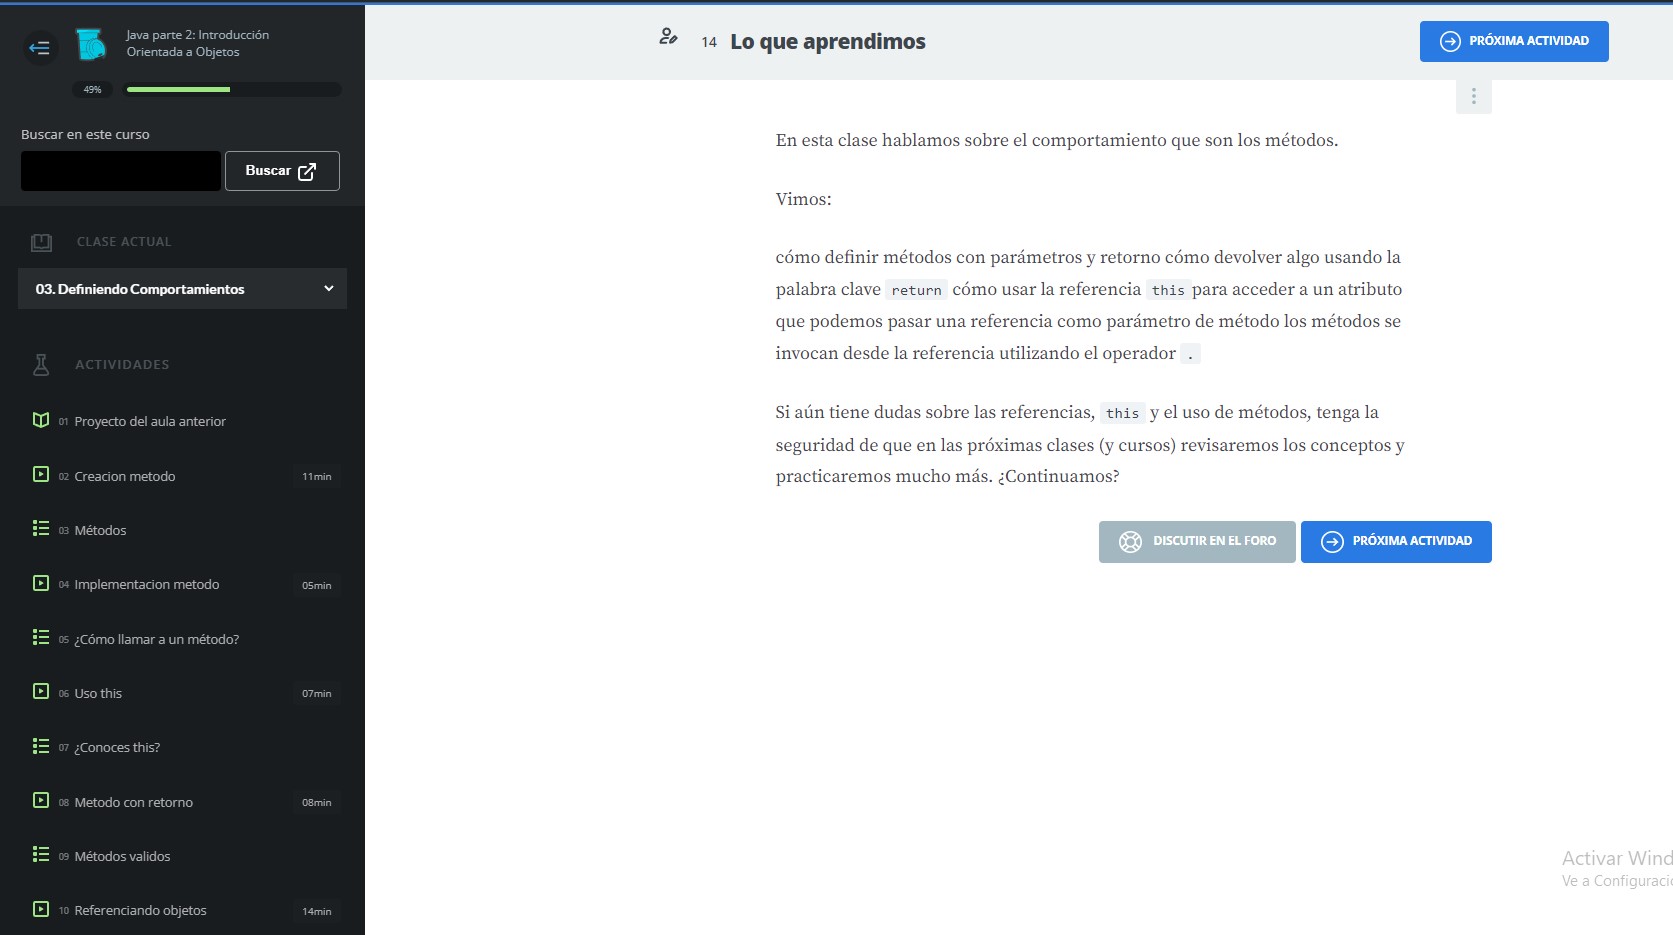 Java parte 2: Introducción
Orientada a Objetos
49%
Buscar en este curso
Buscar
CLASE ACTUAL
03. Definiendo Comportamientos
ACTIVIDADES
01 Proyecto del aula anterior
02 Creacion metodo 11min
03 Métodos
04 Implementacion metodo 05min
05 ¿Cómo llamar a un método?
06 Uso this 07min
07 ¿Conoces this?
08 Metodo con retorno 08min
09 Métodos validos
10 Referenciando objetos 14min
14 Lo que aprendimos
PRÓXIMA ACTIVIDAD
En esta clase hablamos sobre el comportamiento que son los métodos.
Vimos:
cómo definir métodos con parámetros y retorno cómo devolver algo usando la
palabra clave return cómo usar la referencia this para acceder a un atributo
que podemos pasar una referencia como parámetro de método los métodos se
invocan desde la referencia utilizando el operador .
Si aún tiene dudas sobre las referencias, this y el uso de métodos, tenga la
seguridad de que en las próximas clases (y cursos) revisaremos los conceptos y
practicaremos mucho más. ¿Continuamos?
DISCUTIR EN EL FORO
PRÓXIMA ACTIVIDAD
Activar Wind
Ve a Configuració